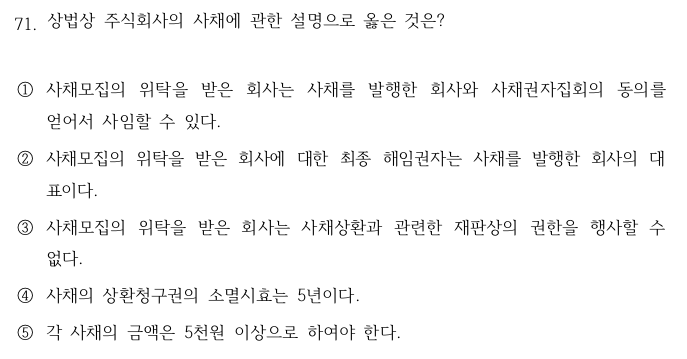 71. 상법상 주식회사의 사채에 관한 설명으로 옳은 것은?
① 사채모집의 위탁을 받은 회사는 사채를 발행한 회사와 사채권자집회의 동의를
얻어서 사임할 수 있다.
② 사채모집의 위탁을 받은 회사에 대한 최종 해임권자는 사채를 발행한 회사의 대
표이다.
③ 사채모집의 위탁을 받은 회사는 사채상환과 관련한 재판상의 권한을 행사할 수
없다.
④ 사채의 상환청구권의 소멸시효는 5년이다.
⑤ 각 사채의 금액은 5천원 이상으로 하여야 한다.